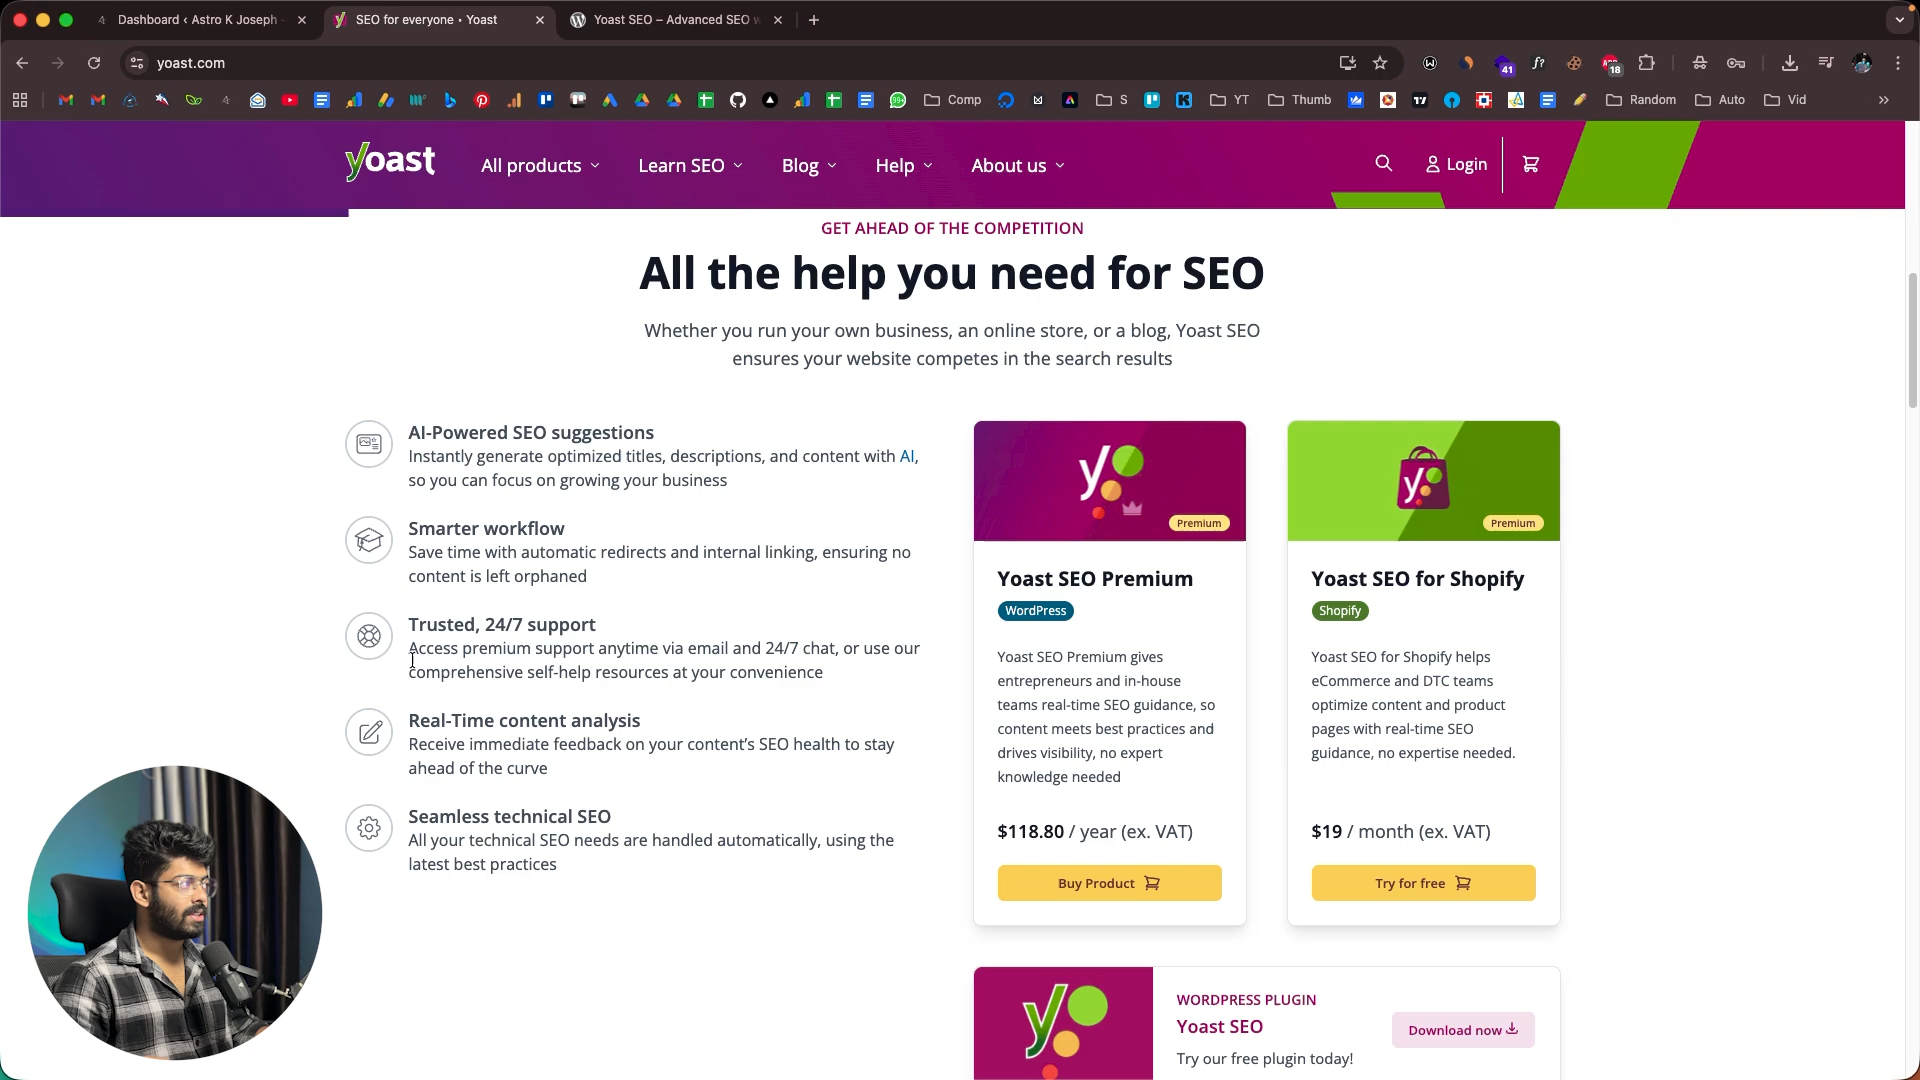 Dashboard ‹ Astro K Joseph
SEO for everyone • Yoast
Yoast SEO – Advanced SEO
yoast.com
41
f?
18
Comp
S
YT
Thumb
Random
Auto
Vid
yoast
All products
Learn SEO
Blog
Help
About us
Login
GET AHEAD OF THE COMPETITION
All the help you need for SEO
Whether you run your own business, an online store, or a blog, Yoast SEO
ensures your website competes in the search results
AI-Powered SEO suggestions
Instantly generate optimized titles, descriptions, and content with AI,
so you can focus on growing your business
Smarter workflow
Save time with automatic redirects and internal linking, ensuring no
content is left orphaned
Trusted, 24/7 support
Access premium support anytime via email and 24/7 chat, or use our
comprehensive self-help resources at your convenience
Real-Time content analysis
Receive immediate feedback on your content’s SEO health to stay
ahead of the curve
Seamless technical SEO
All your technical SEO needs are handled automatically, using the
latest best practices
Premium
Yoast SEO Premium
WordPress
Yoast SEO Premium gives
entrepreneurs and in-house
teams real-time SEO guidance, so
content meets best practices and
drives visibility, no expert
knowledge needed
$118.80 / year (ex. VAT)
Buy Product
Premium
Yoast SEO for Shopify
Shopify
Yoast SEO for Shopify helps
eCommerce and DTC teams
optimize content and product
pages with real-time SEO
guidance, no expertise needed.
$19 / month (ex. VAT)
Try for free
WORDPRESS PLUGIN
Yoast SEO
Try our free plugin today!
Download now